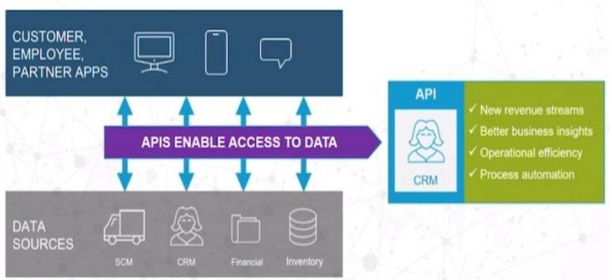 CUSTOMER,
EMPLOYEE,
PARTNER APPS
APIS ENABLE ACCESS TO DATA
DATA
SOURCES
SCM
CRM
Financial
Inventory
API
CRM
✓ New revenue streams
✓ Better business insights
✓ Operational efficiency
✓ Process automation